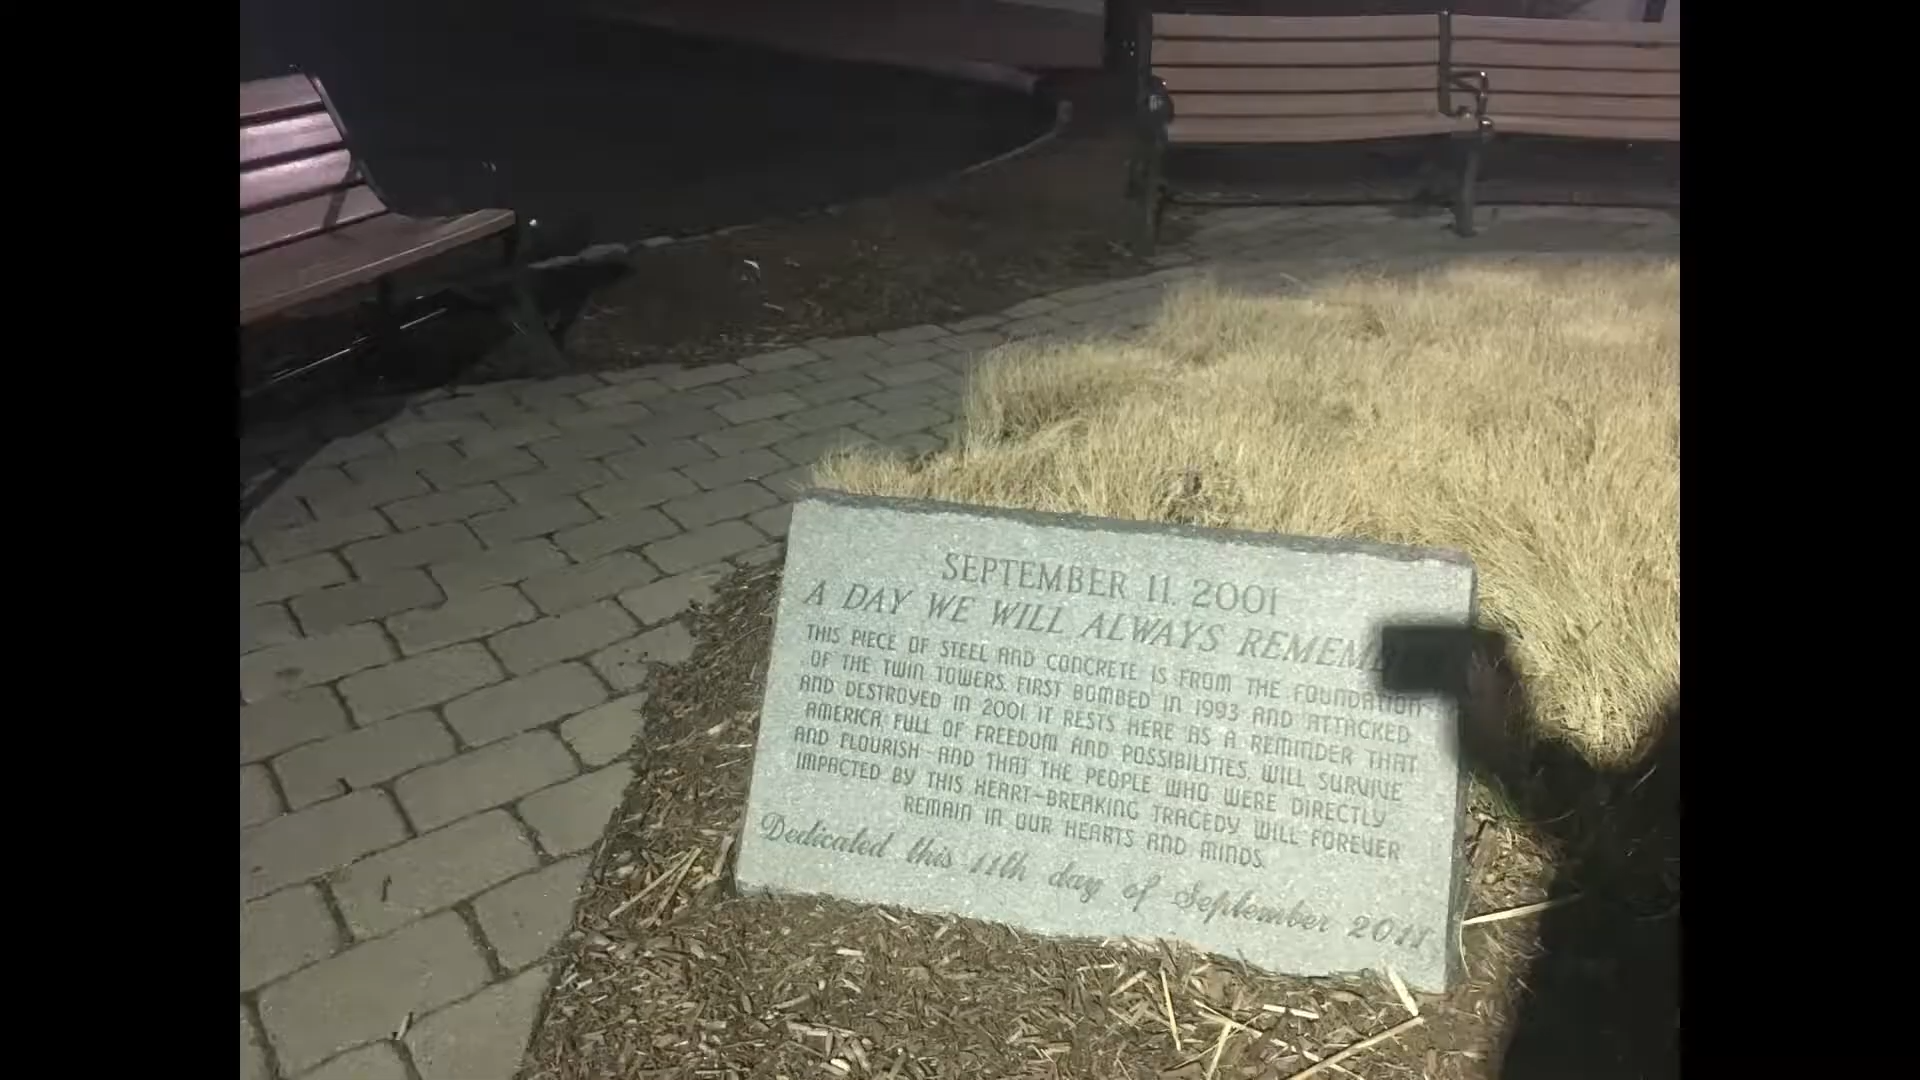 SEPTEMBER 11, 2001
A DAY WE WILL ALWAYS
THIS PIECE OF STEEL AND CONCRETE IS FROM THE FOUNDATION
OF THE TWIN TOWERS, FIRST BOMBED IN 1993 AND ATTACKED
AND DESTROYED IN 2001. IT RESTS HERE AS A REMINDER THAT
AMERICA, FULL OF FREEDOM AND POSSIBILITIES, WILL SURVIVE
AND FLOURISH - AND THAT THE PEOPLE WHO WERE DIRECTLY
IMPACTED BY THIS HEART-BREAKING TRAGEDY WILL FOREVER
REMAIN IN OUR HEARTS AND MINDS.
Dedicated this 11th day of September 2011